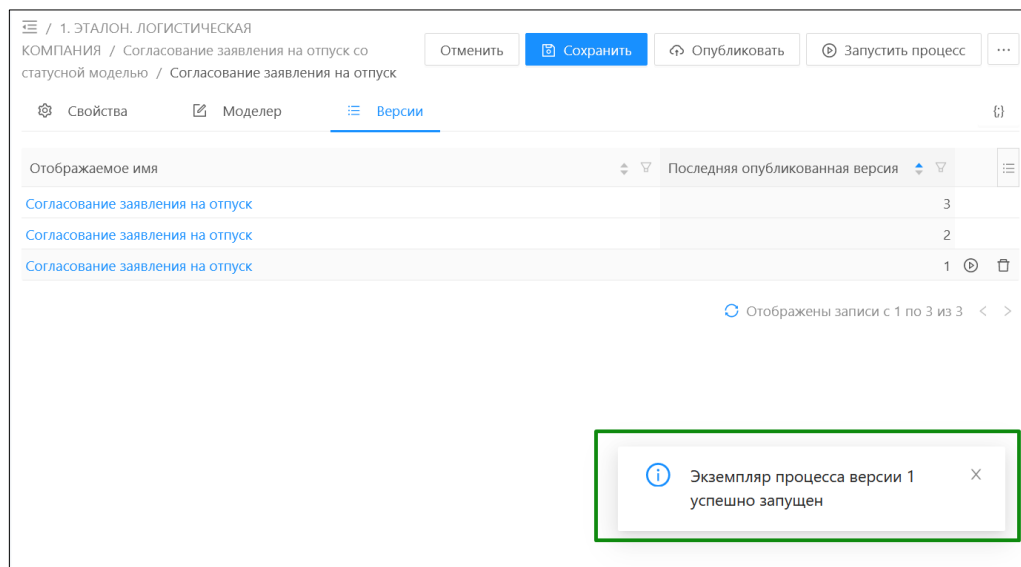 / 1. ЭТАЛОН. ЛОГИСТИЧЕСКАЯ
КОМПАНИЯ / Согласование заявления на отпуск со
статусной моделью / Согласование заявления на отпуск
Отменить Сохранить Опубликовать Запустить процесс ...
Свойства Моделер Версии {;}
Отображаемое имя Последняя опубликованная версия
Согласование заявления на отпуск 3
Согласование заявления на отпуск 2
Согласование заявления на отпуск 1
Отображены записи с 1 по 3 из 3 < >
Экземпляр процесса версии 1
успешно запущен